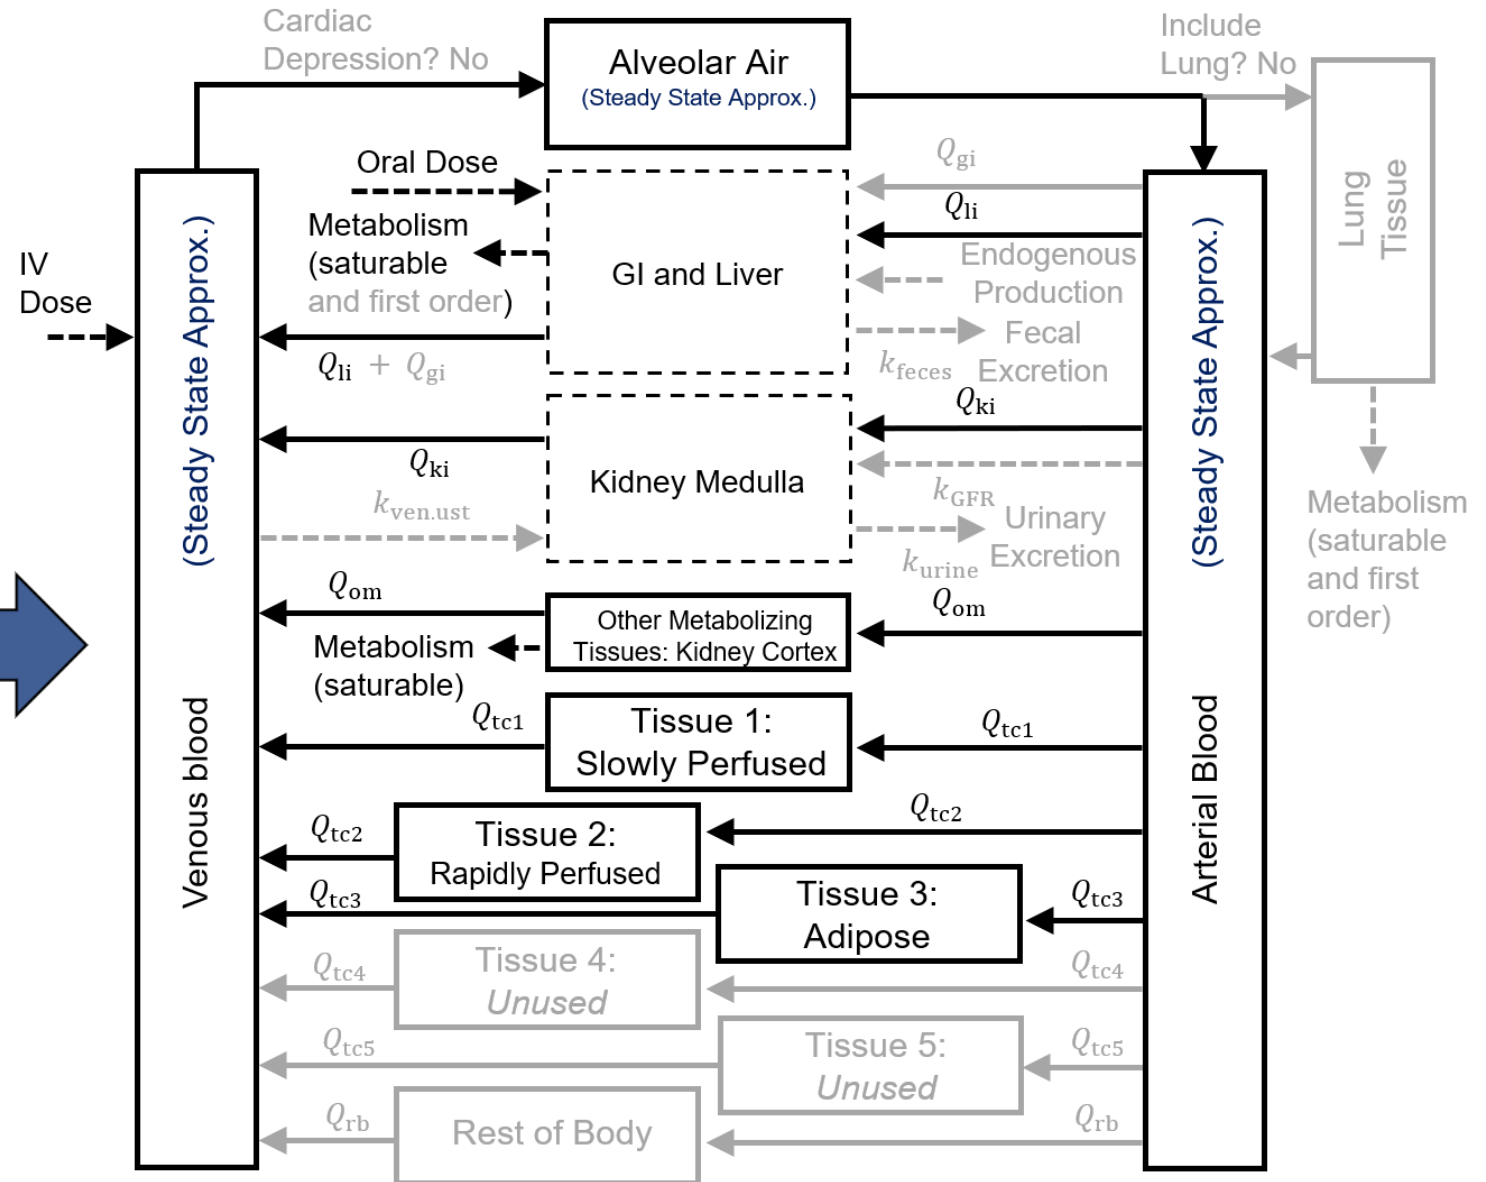 Cardiac
Depression? No
Alveolar Air
(Steady State Approx.)
Include
Lung? No
Lung
Tissue
Oral Dose
Metabolism
(saturable
and first order)
GI and Liver
Q_gi
Q_li
Endogenous
Production
Fecal
Excretion
k_feces
IV
Dose
Q_li + Q_gi
Q_ki
Kidney Medulla
Q_ki
k_GFR
Urinary
Excretion
k_urine
k_ven.ust
Metabolism
(saturable
and first
order)
Q_om
Other Metabolizing
Tissues: Kidney Cortex
Q_om
Metabolism
(saturable)
Q_tc1
Tissue 1:
Slowly Perfused
Q_tc1
Q_tc2
Tissue 2:
Rapidly Perfused
Q_tc2
Q_tc3
Tissue 3:
Adipose
Q_tc3
Q_tc4
Tissue 4:
Unused
Q_tc4
Q_tc5
Tissue 5:
Unused
Q_tc5
Q_rb
Rest of Body
Q_rb
Venous blood (Steady State Approx.)
Arterial Blood (Steady State Approx.)